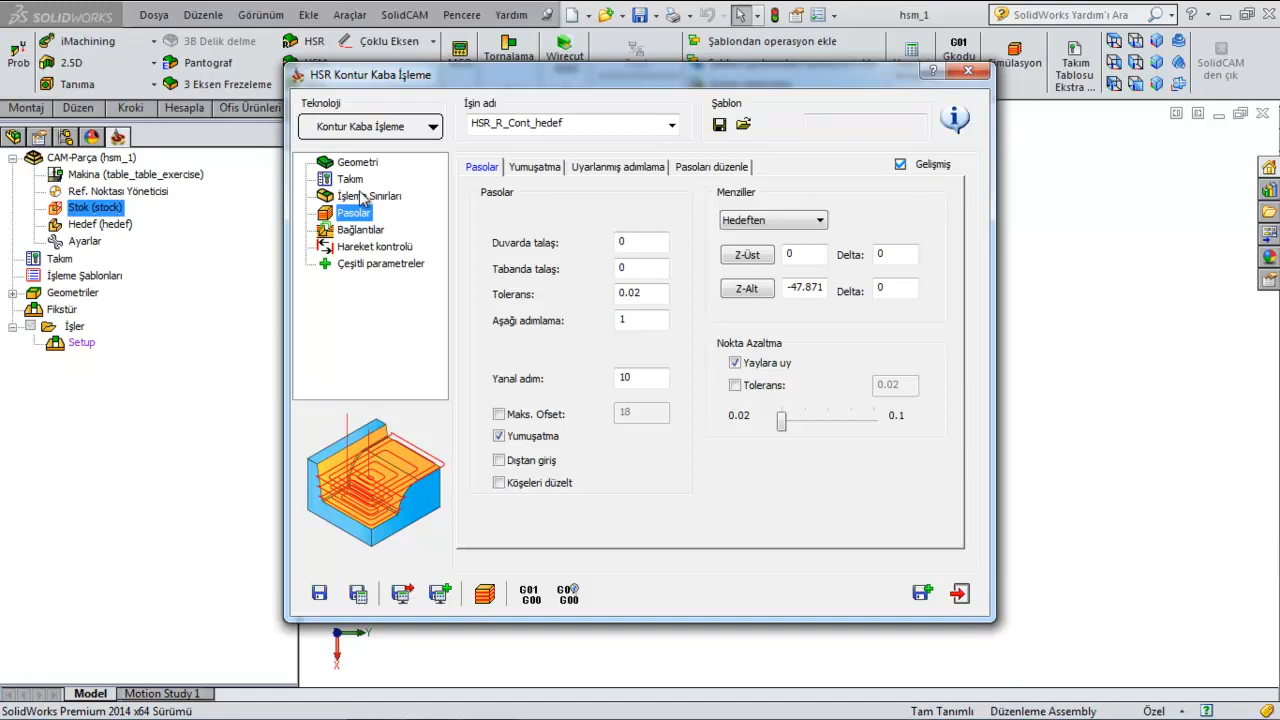 SOLIDWORKS
Dosya Düzenle Görünüm Ekle Araçlar SolidCAM Pencere Yardım
hsm_1
SolidWorks Yardım'ı Ara
Prob
iMachining
3B Delik delme
HSR
Çoklu Eksen
Şablondan operasyon ekle
G01
2.5D
Pantograf
Tornalama
Wirecut
Gkodu
Simülasyon
Takım
Tablosu
Ekstra ...
SolidCAM
den çık
Tanıma
3 Eksen Frezeleme
Montaj Düzen Kroki Hesapla Ofis Ürünleri
HSR Kontur Kaba İşleme
Teknoloji
Kontur Kaba İşleme
İşin adı
HSR_R_Cont_hedef
Şablon
CAM-Parça (hsm_1)
Makina (table_table_exercise)
Ref. Noktası Yöneticisi
Stok (stock)
Hedef (hedef)
Ayarlar
Takım
İşleme Şablonları
Geometriler
Fikstür
İşler
Setup
Geometri
Takım
İşleme Sınırları
Pasolar
Bağlantılar
Hareket kontrolü
Çeşitli parametreler
Pasolar Yumuşatma Uyarlanmış adımlama Pasoları düzenle
Gelişmiş
Pasolar
Duvarda talaş: 0
Tabanda talaş: 0
Tolerans: 0.02
Aşağı adımlama: 1
Yanal adım: 10
Maks. Ofset: 18
Yumuşatma
Dıştan giriş
Köşeleri düzelt
Menziller
Hedeften
Z-Üst 0 Delta: 0
Z-Alt -47.871 Delta: 0
Nokta Azaltma
Yaylara uy
Tolerans: 0.02
0.02 0.1
G01
G00
G0
G00
Y
X
Model Motion Study 1
SolidWorks Premium 2014 x64 Sürümü
Tam Tanımlı Düzenleme Assembly Özel